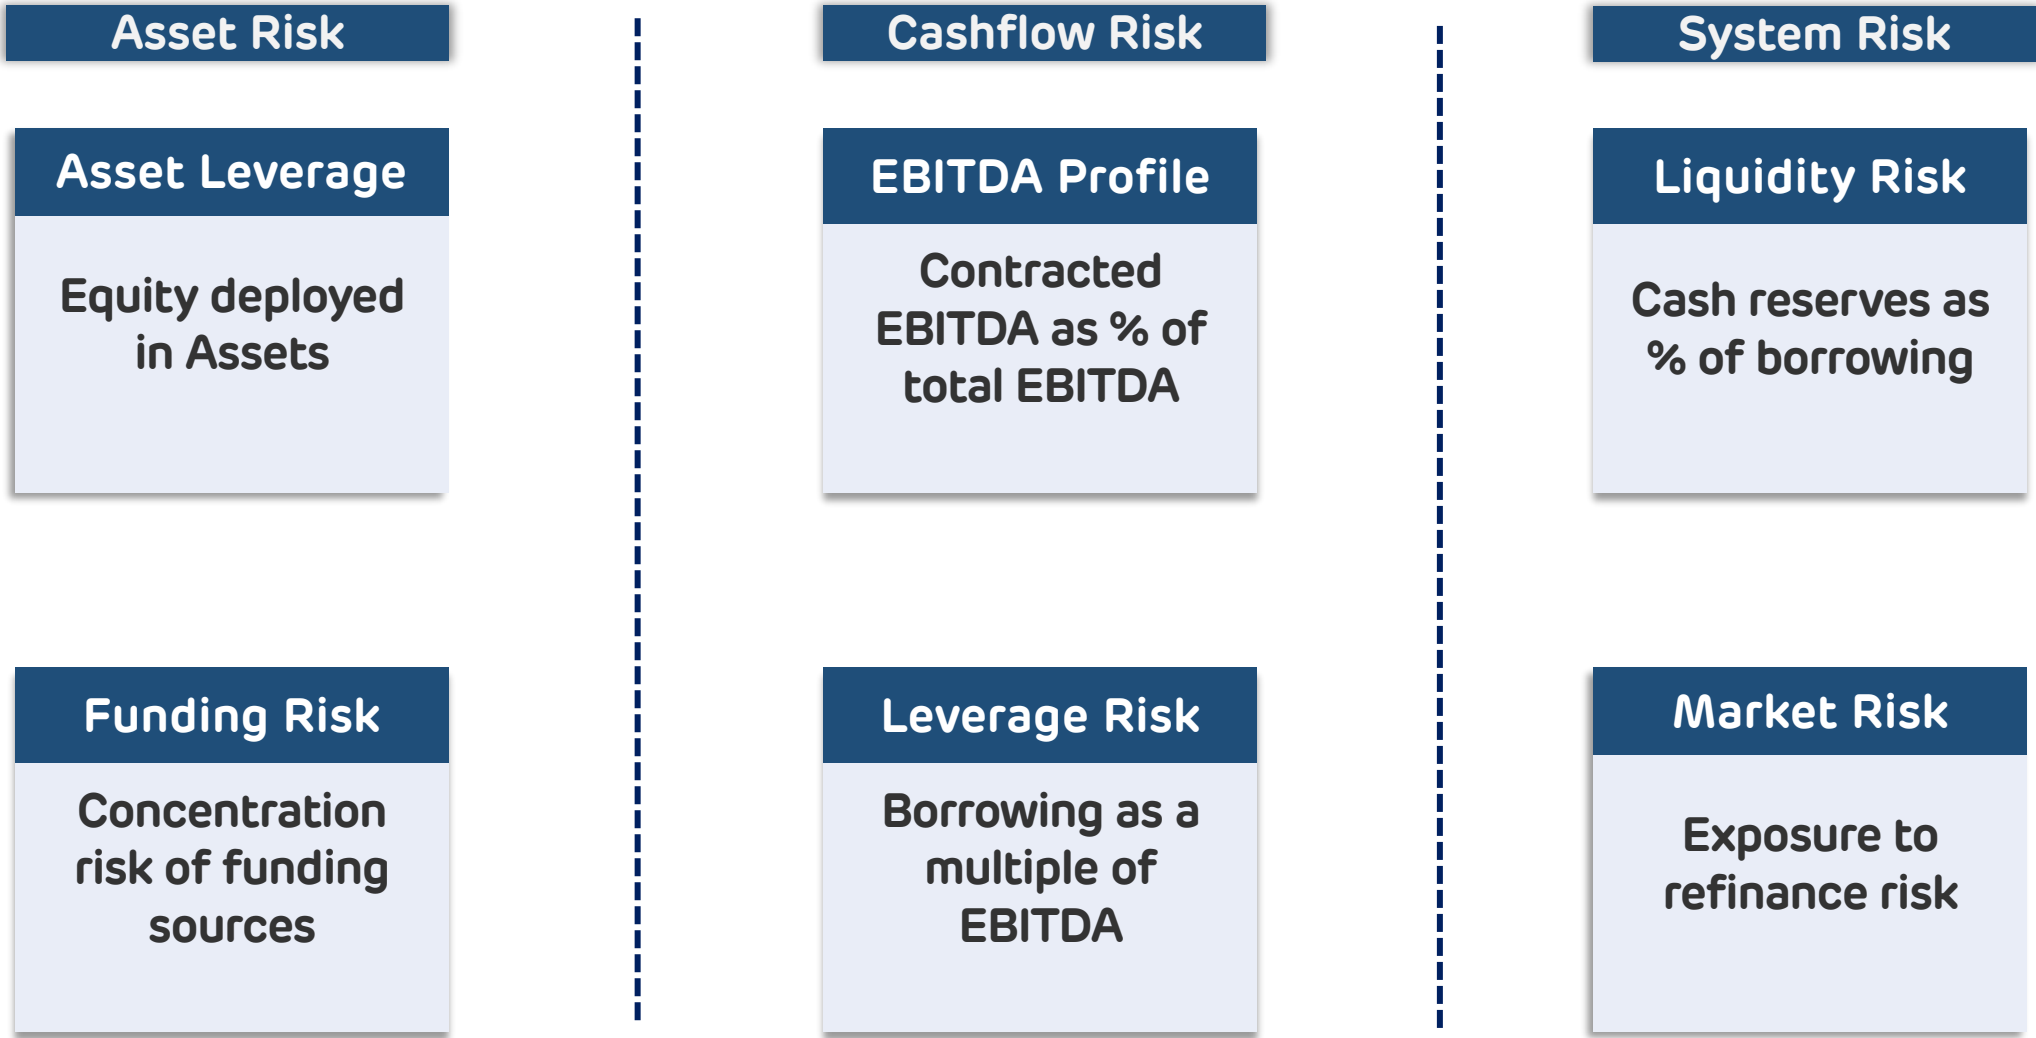 Asset Risk
Cashflow Risk
System Risk
Asset Leverage
Equity deployed
in Assets
EBITDA Profile
Contracted
EBITDA as % of
total EBITDA
Liquidity Risk
Cash reserves as
% of borrowing
Funding Risk
Concentration
risk of funding
sources
Leverage Risk
Borrowing as a
multiple of
EBITDA
Market Risk
Exposure to
refinance risk